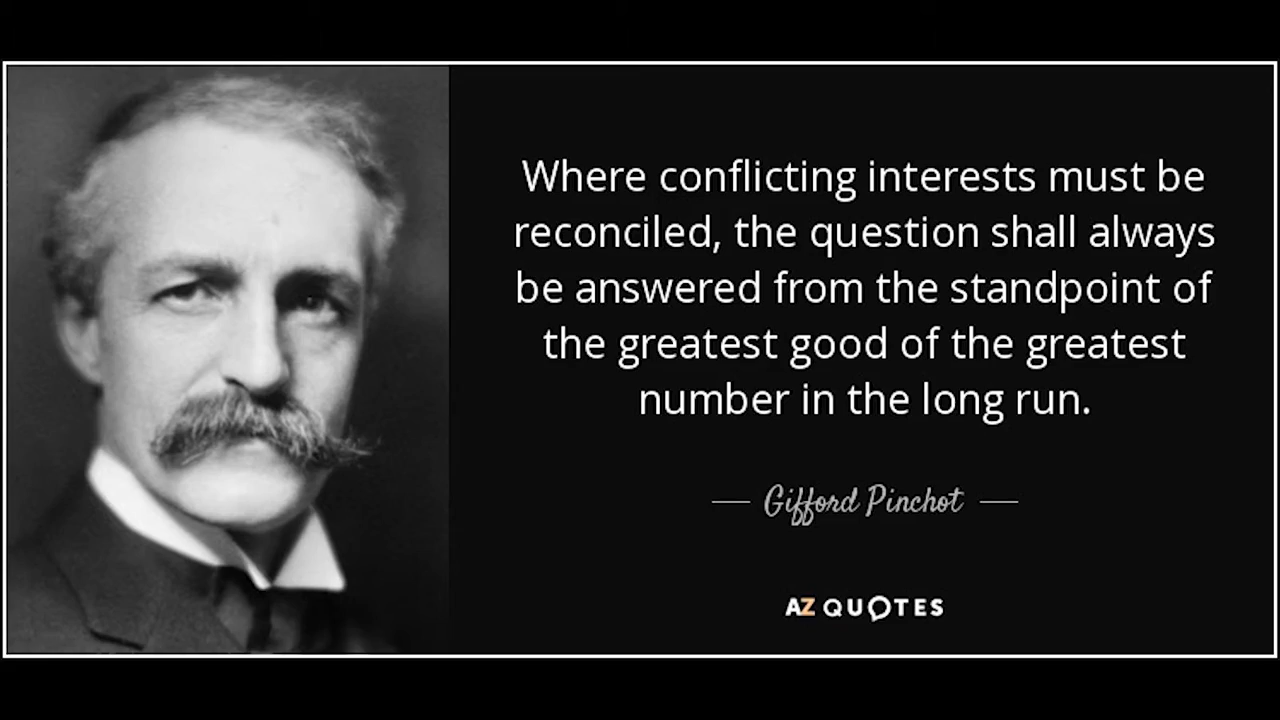 Where conflicting interests must be
reconciled, the question shall always
be answered from the standpoint of
the greatest good of the greatest
number in the long run.
Gifford Pinchot
AZ QUOTES